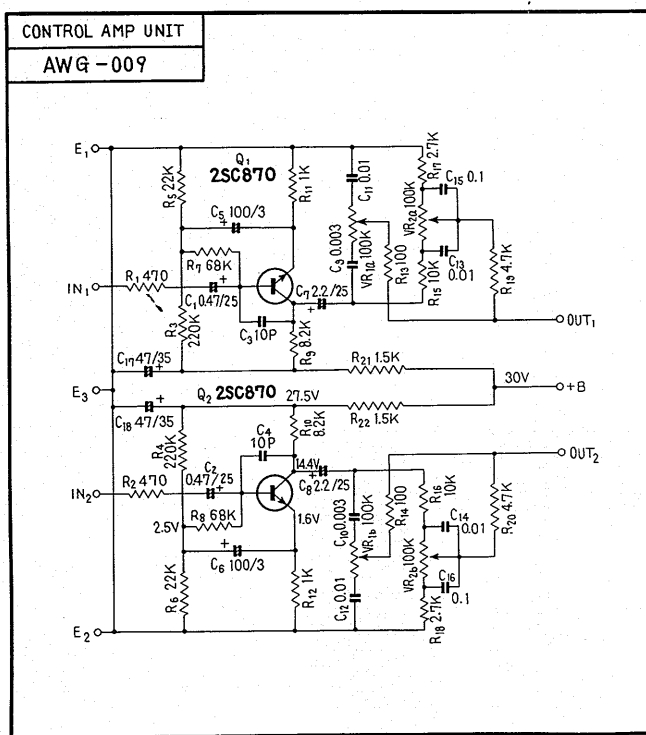 CONTROL AMP UNIT
AWG-009
E₁
R₅ 22K
Q₁
2SC870
R₁₁ 1K
C₁₁ 0.01
R₁₇ 2.7K
C₁₅ 0.1
C₅ 100/3
+
R₇ 68K
C₉ 0.003
VR1a 100K
R₁₃ 100
VR2a 100K
C₁₃ 0.01
R₁₅ 10K
R₁₉ 4.7K
IN₁
R₁ 470
C₁ 0.47/25
+
C₇ 2.2/25
+
R₃ 220K
C₃ 10P
R₉ 8.2K
OUT₁
C₁₇ 47/35
+
R₂₁ 1.5K
E₃
Q₂ 2SC870
27.5V
30V
+B
C₁₈ 47/35
+
R₂₂ 1.5K
R₄ 220K
C₄ 10P
R₁₀ 8.2K
OUT₂
14.4V
+
C₈ 2.2/25
IN₂
R₂ 470
C₂ 0.47/25
+
R₈ 68K
2.5V
1.6V
C₁₀ 0.003
VR1b 100K
R₁₄ 100
R₁₆ 10K
C₁₄ 0.01
R₂₀ 4.7K
VR2b 100K
+
C₆ 100/3
R₆ 22K
R₁₂ 1K
C₁₂ 0.01
C₁₆ 0.1
R₁₈ 2.7K
E₂